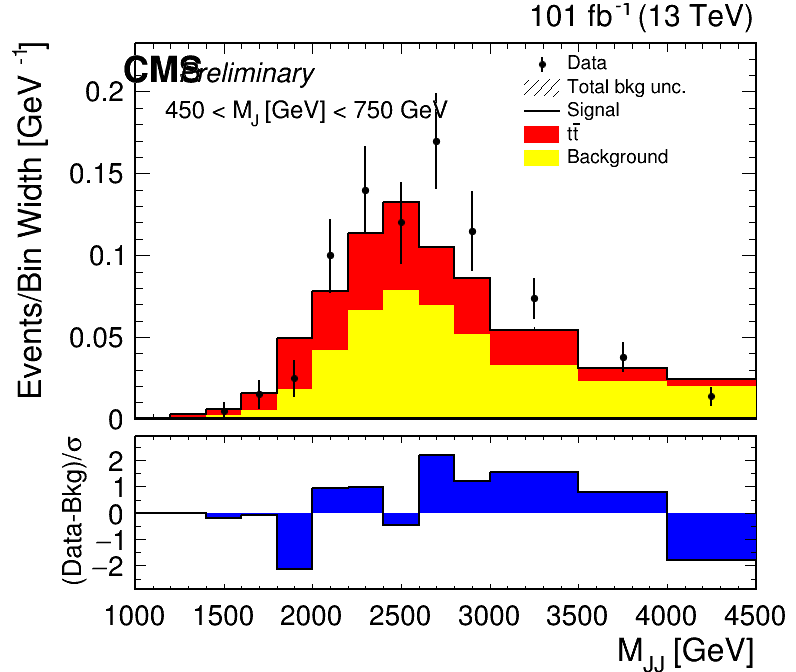 101 fb⁻¹ (13 TeV)
CMS Preliminary
450 < M_J [GeV] < 750 GeV
Data
Total bkg unc.
Signal
tt̄
Background
Events/Bin Width [GeV⁻¹]
0.2
0.15
0.1
0.05
0
(Data-Bkg)/σ
2
1
0
−1
−2
1000 1500 2000 2500 3000 3500 4000 4500
M_JJ [GeV]